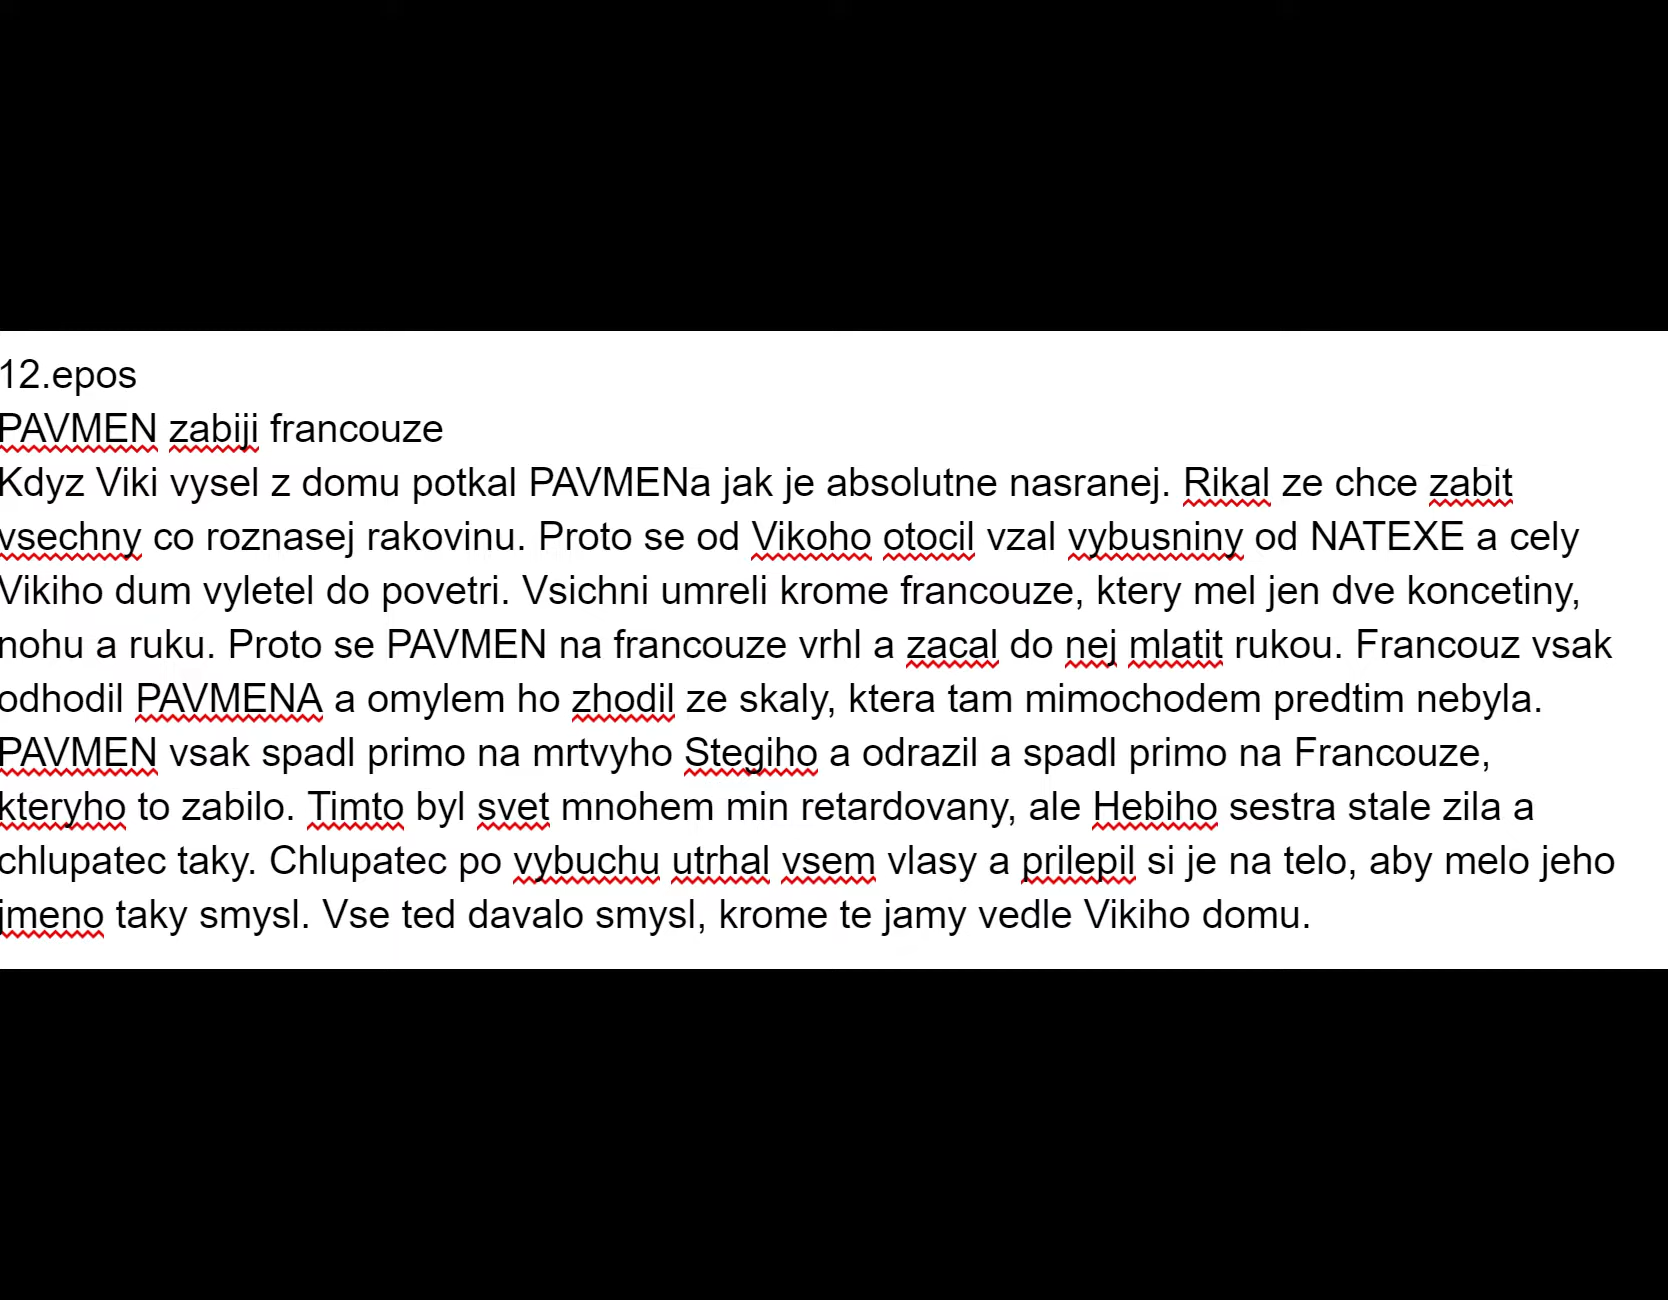 12.epos
PAVMEN zabiji francouze
Kdyz Viki vysel z domu potkal PAVMENa jak je absolutne nasranej. Rikal ze chce zabit
vsechny co roznasej rakovinu. Proto se od Vikoho otocil vzal vybusniny od NATEXE a cely
Vikiho dum vyletel do povetri. Vsichni umreli krome francouze, ktery mel jen dve koncetiny,
nohu a ruku. Proto se PAVMEN na francouze vrhl a zacal do nej mlatit rukou. Francouz vsak
odhodil PAVMENA a omylem ho zhodil ze skaly, ktera tam mimochodem predtim nebyla.
PAVMEN vsak spadl primo na mrtvyho Stegiho a odrazil a spadl primo na Francouze,
kteryho to zabilo. Timto byl svet mnohem min retardovany, ale Hebiho sestra stale zila a
chlupatec taky. Chlupatec po vybuchu utrhal vsem vlasy a prilepil si je na telo, aby melo jeho
jmeno taky smysl. Vse ted davalo smysl, krome te jamy vedle Vikiho domu.